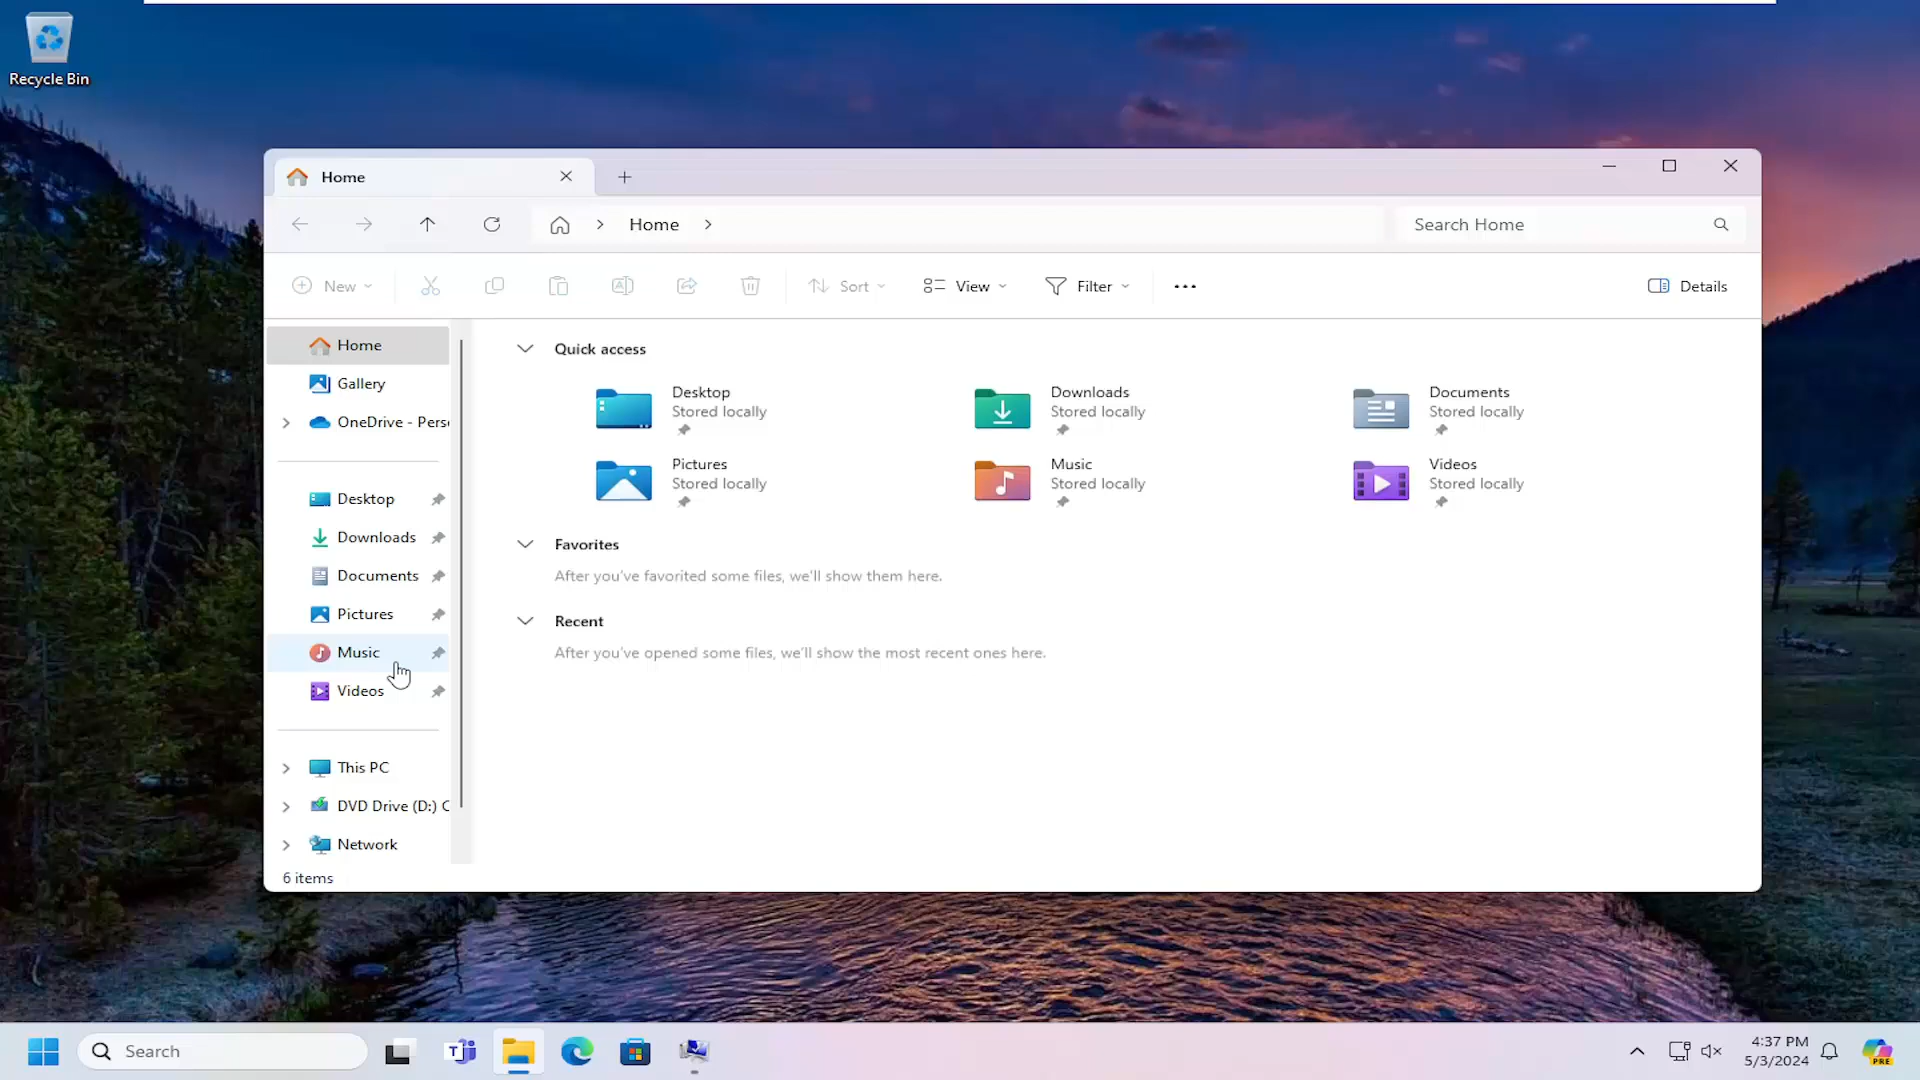 Recycle Bin
Home
Home
Search Home
New
Sort
View
Filter
Details
Home
Gallery
OneDrive - Pers
Desktop
Downloads
Documents
Pictures
Music
Videos
This PC
DVD Drive (D:) C
Network
Quick access
Desktop
Stored locally
Downloads
Stored locally
Documents
Stored locally
Pictures
Stored locally
Music
Stored locally
Videos
Stored locally
Favorites
After you've favorited some files, we'll show them here.
Recent
After you've opened some files, we'll show the most recent ones here.
6 items
Search
4:37 PM
5/3/2024
PRE